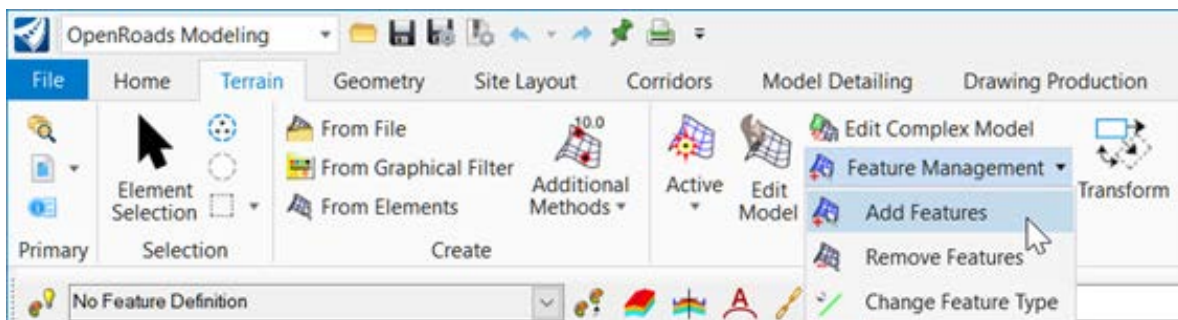 OpenRoads Modeling
File Home Terrain Geometry Site Layout Corridors Model Detailing Drawing Production
Element Selection
From File
From Graphical Filter
From Elements
10.0
Additional Methods
Active
Edit Model
Edit Complex Model
Feature Management
Add Features
Remove Features
Change Feature Type
Transform
Primary Selection Create
No Feature Definition